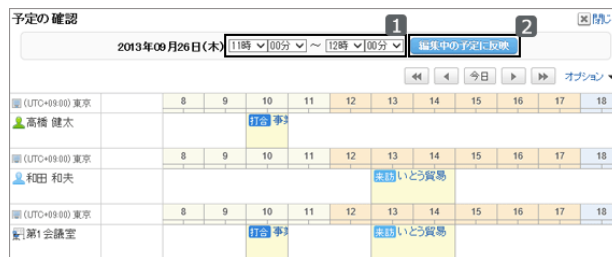 予定の確認 閉じ
1 2
2013年09月26日(木) 11時 00分 ～ 12時 00分 編集中の予定に反映
今日 オプション
(UTC+09:00) 東京 8 9 10 11 12 13 14 15 16 17 18
高橋 健太 打合 事業
(UTC+09:00) 東京 8 9 10 11 12 13 14 15 16 17 18
和田 和夫 来訪 いとう貿易
(UTC+09:00) 東京 8 9 10 11 12 13 14 15 16 17 18
第1会議室 打合 事業 来訪 いとう貿易